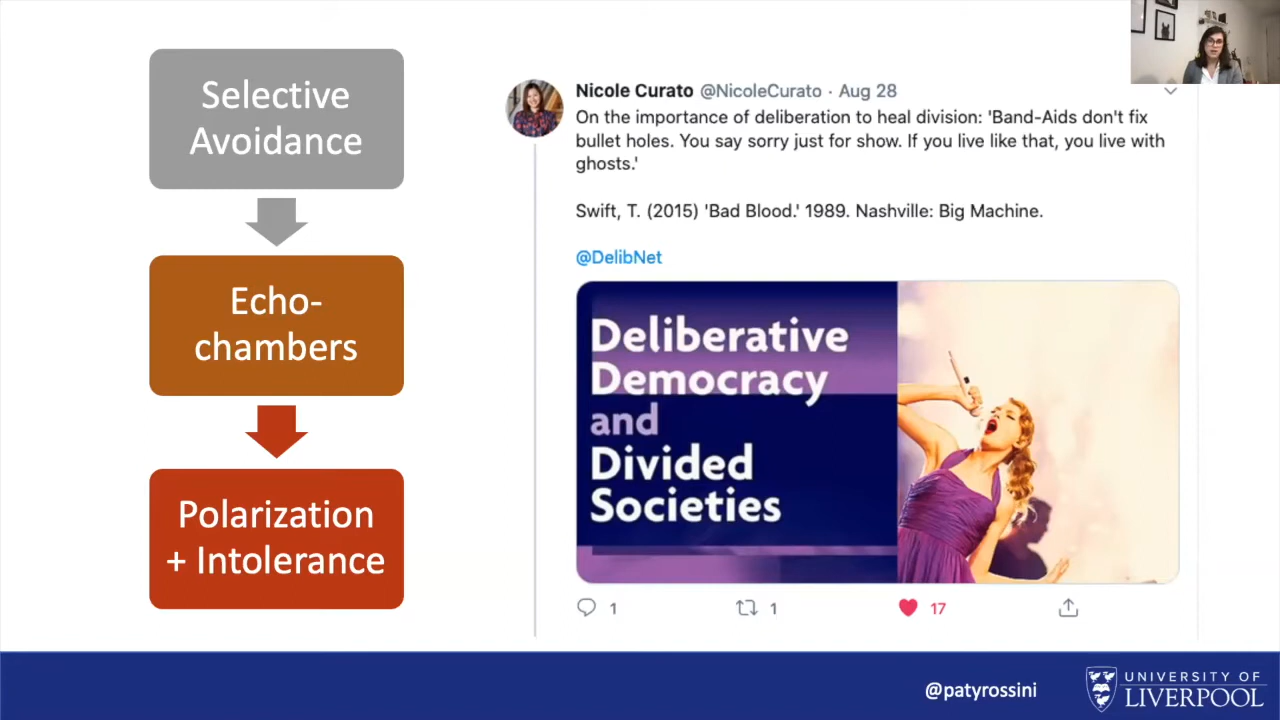 Selective
Avoidance
Echo-
chambers
Polarization
+ Intolerance
Nicole Curato @NicoleCurato · Aug 28
On the importance of deliberation to heal division: 'Band-Aids don't fix
bullet holes. You say sorry just for show. If you live like that, you live with
ghosts.'
Swift, T. (2015) 'Bad Blood.' 1989. Nashville: Big Machine.
@DelibNet
Deliberative
Democracy
and
Divided
Societies
1
1
17
@patyrossini
UNIVERSITY OF
LIVERPOOL